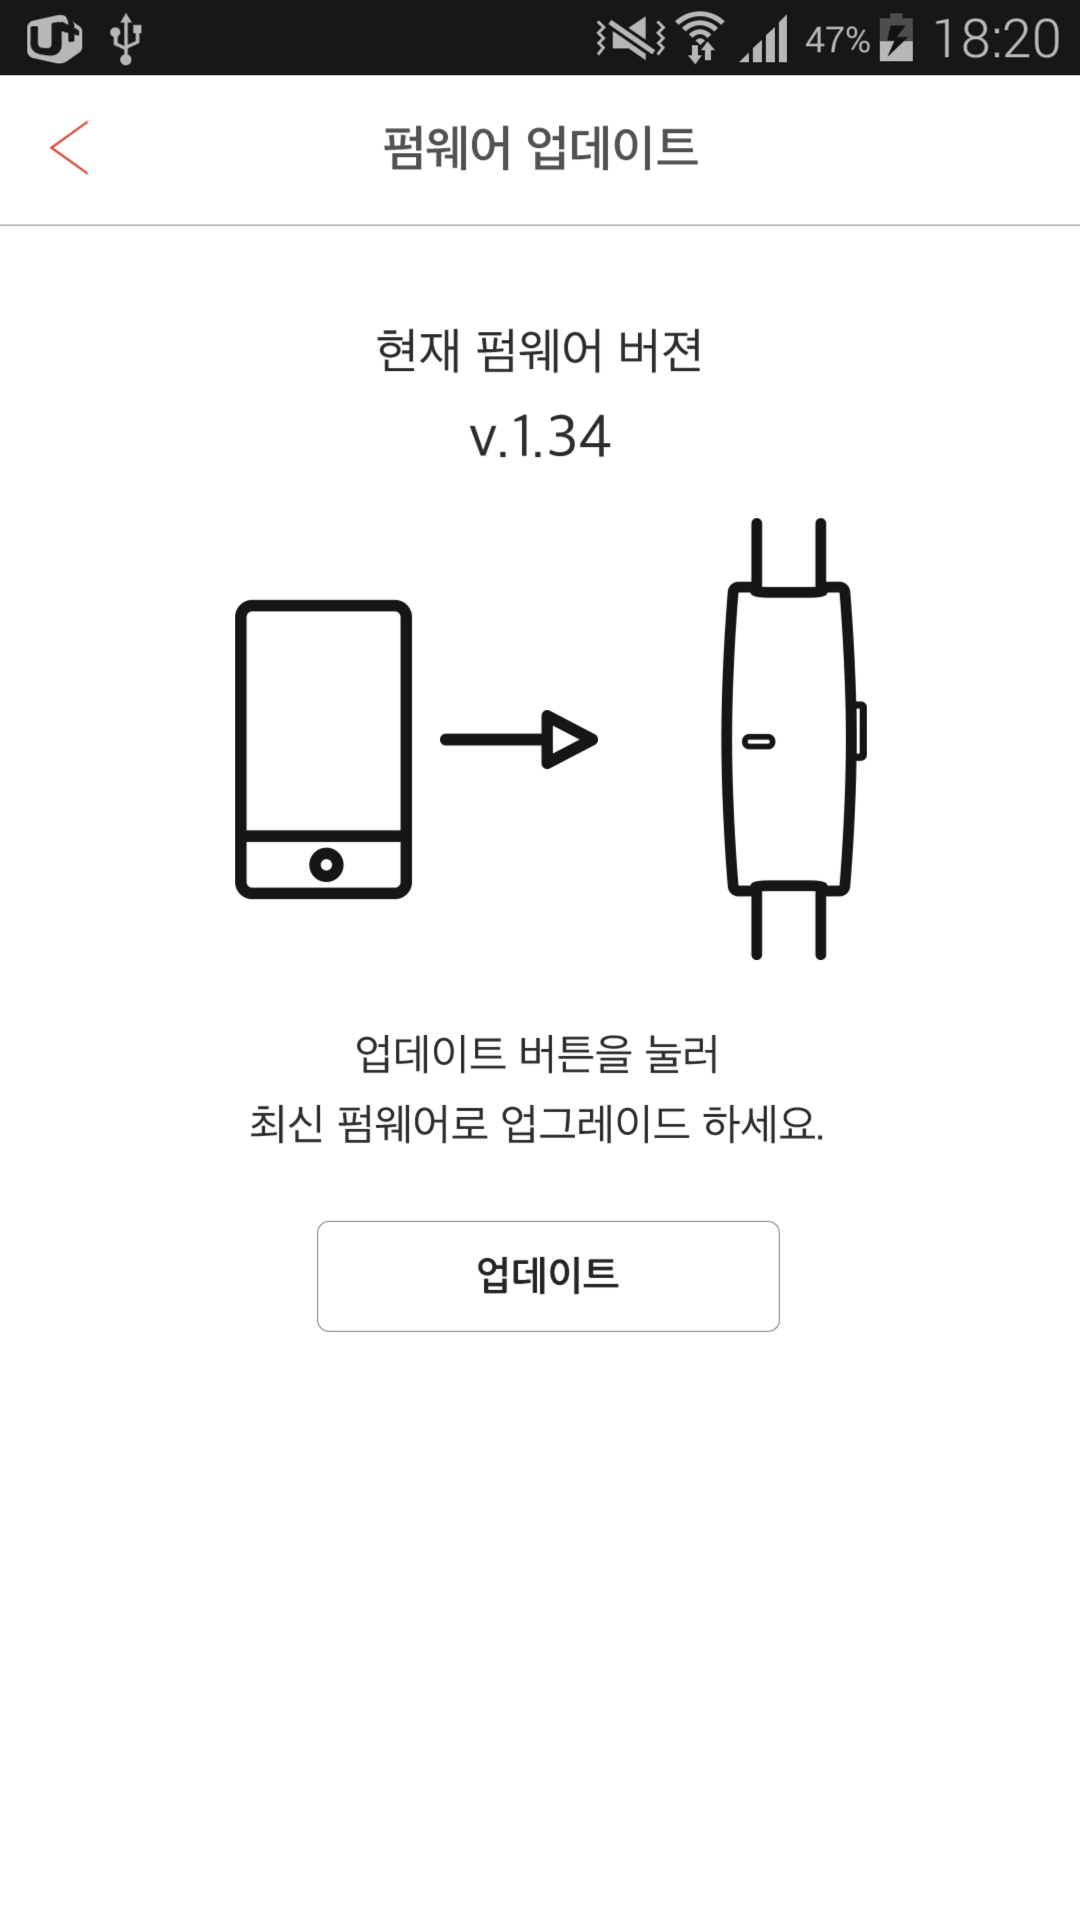 47% 18:20
펌웨어 업데이트
현재 펌웨어 버젼
v.1.34
업데이트 버튼을 눌러
최신 펌웨어로 업그레이드 하세요.
업데이트